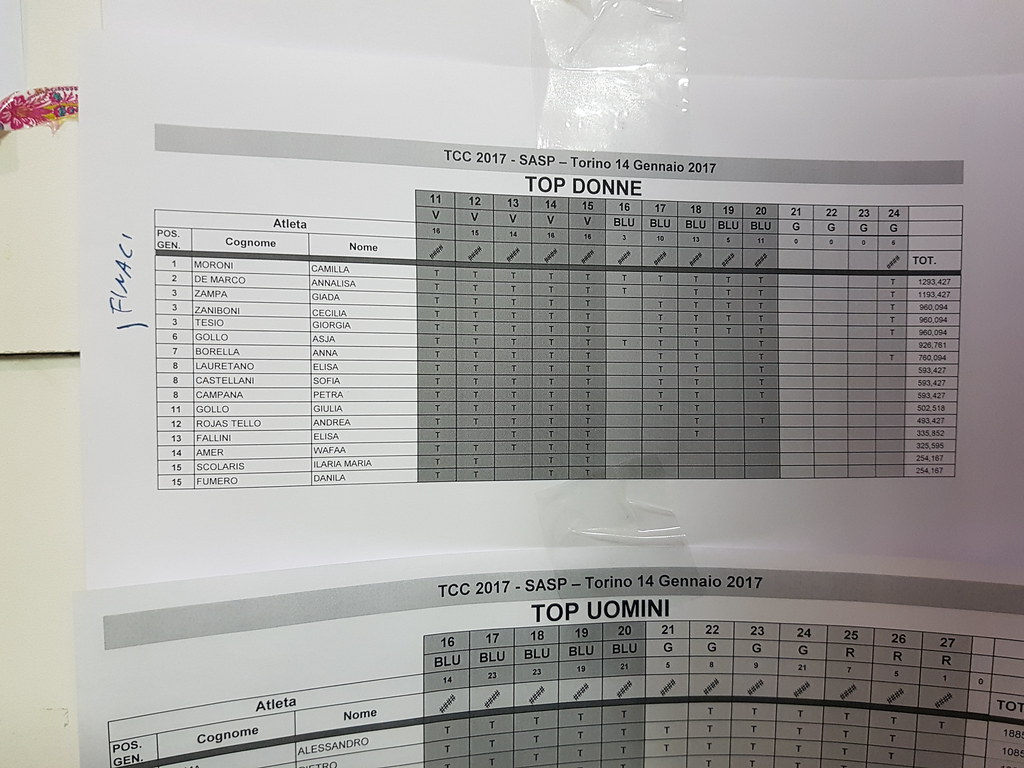 FINALI
TCC 2017 - SASP – Torino 14 Gennaio 2017
TOP DONNE
11 12 13 14 15 16 17 18 19 20 21 22 23 24
Atleta V V V V V BLU BLU BLU BLU BLU G G G G
POS. GEN. Cognome Nome 16 15 14 16 16 3 10 13 5 11 0 0 0 6
#### #### #### #### #### #### #### #### #### #### #### TOT.
1 MORONI CAMILLA T T T T T T T T T T T 1293,427
2 DE MARCO ANNALISA T T T T T T T T T T T 1193,427
3 ZAMPA GIADA T T T T T T T T T T 960,094
3 ZANIBONI CECILIA T T T T T T T T T T 960,094
3 TESIO GIORGIA T T T T T T T T T T 960,094
6 GOLLO ASJA T T T T T T T T T 926,761
7 BORELLA ANNA T T T T T T T T T 760,094
8 LAURETANO ELISA T T T T T T T T 593,427
8 CASTELLANI SOFIA T T T T T T T T 593,427
8 CAMPANA PETRA T T T T T T T T 593,427
11 GOLLO GIULIA T T T T T T T 502,518
12 ROJAS TELLO ANDREA T T T T T T T 493,427
13 FALLINI ELISA T T T T T 335,852
14 AMER WAFAA T T T T T 325,595
15 SCOLARIS ILARIA MARIA T T T T 254,167
15 FUMERO DANILA T T T T 254,167
TCC 2017 - SASP – Torino 14 Gennaio 2017
TOP UOMINI
16 17 18 19 20 21 22 23 24 25 26 27
BLU BLU BLU BLU BLU G G G G R R R
Atleta 14 23 23 19 21 5 8 9 21 7 5 1 0
POS. GEN. Cognome Nome #### #### #### #### #### #### #### #### #### #### #### #### TOT
ALESSANDRO T T T T T T T T T T